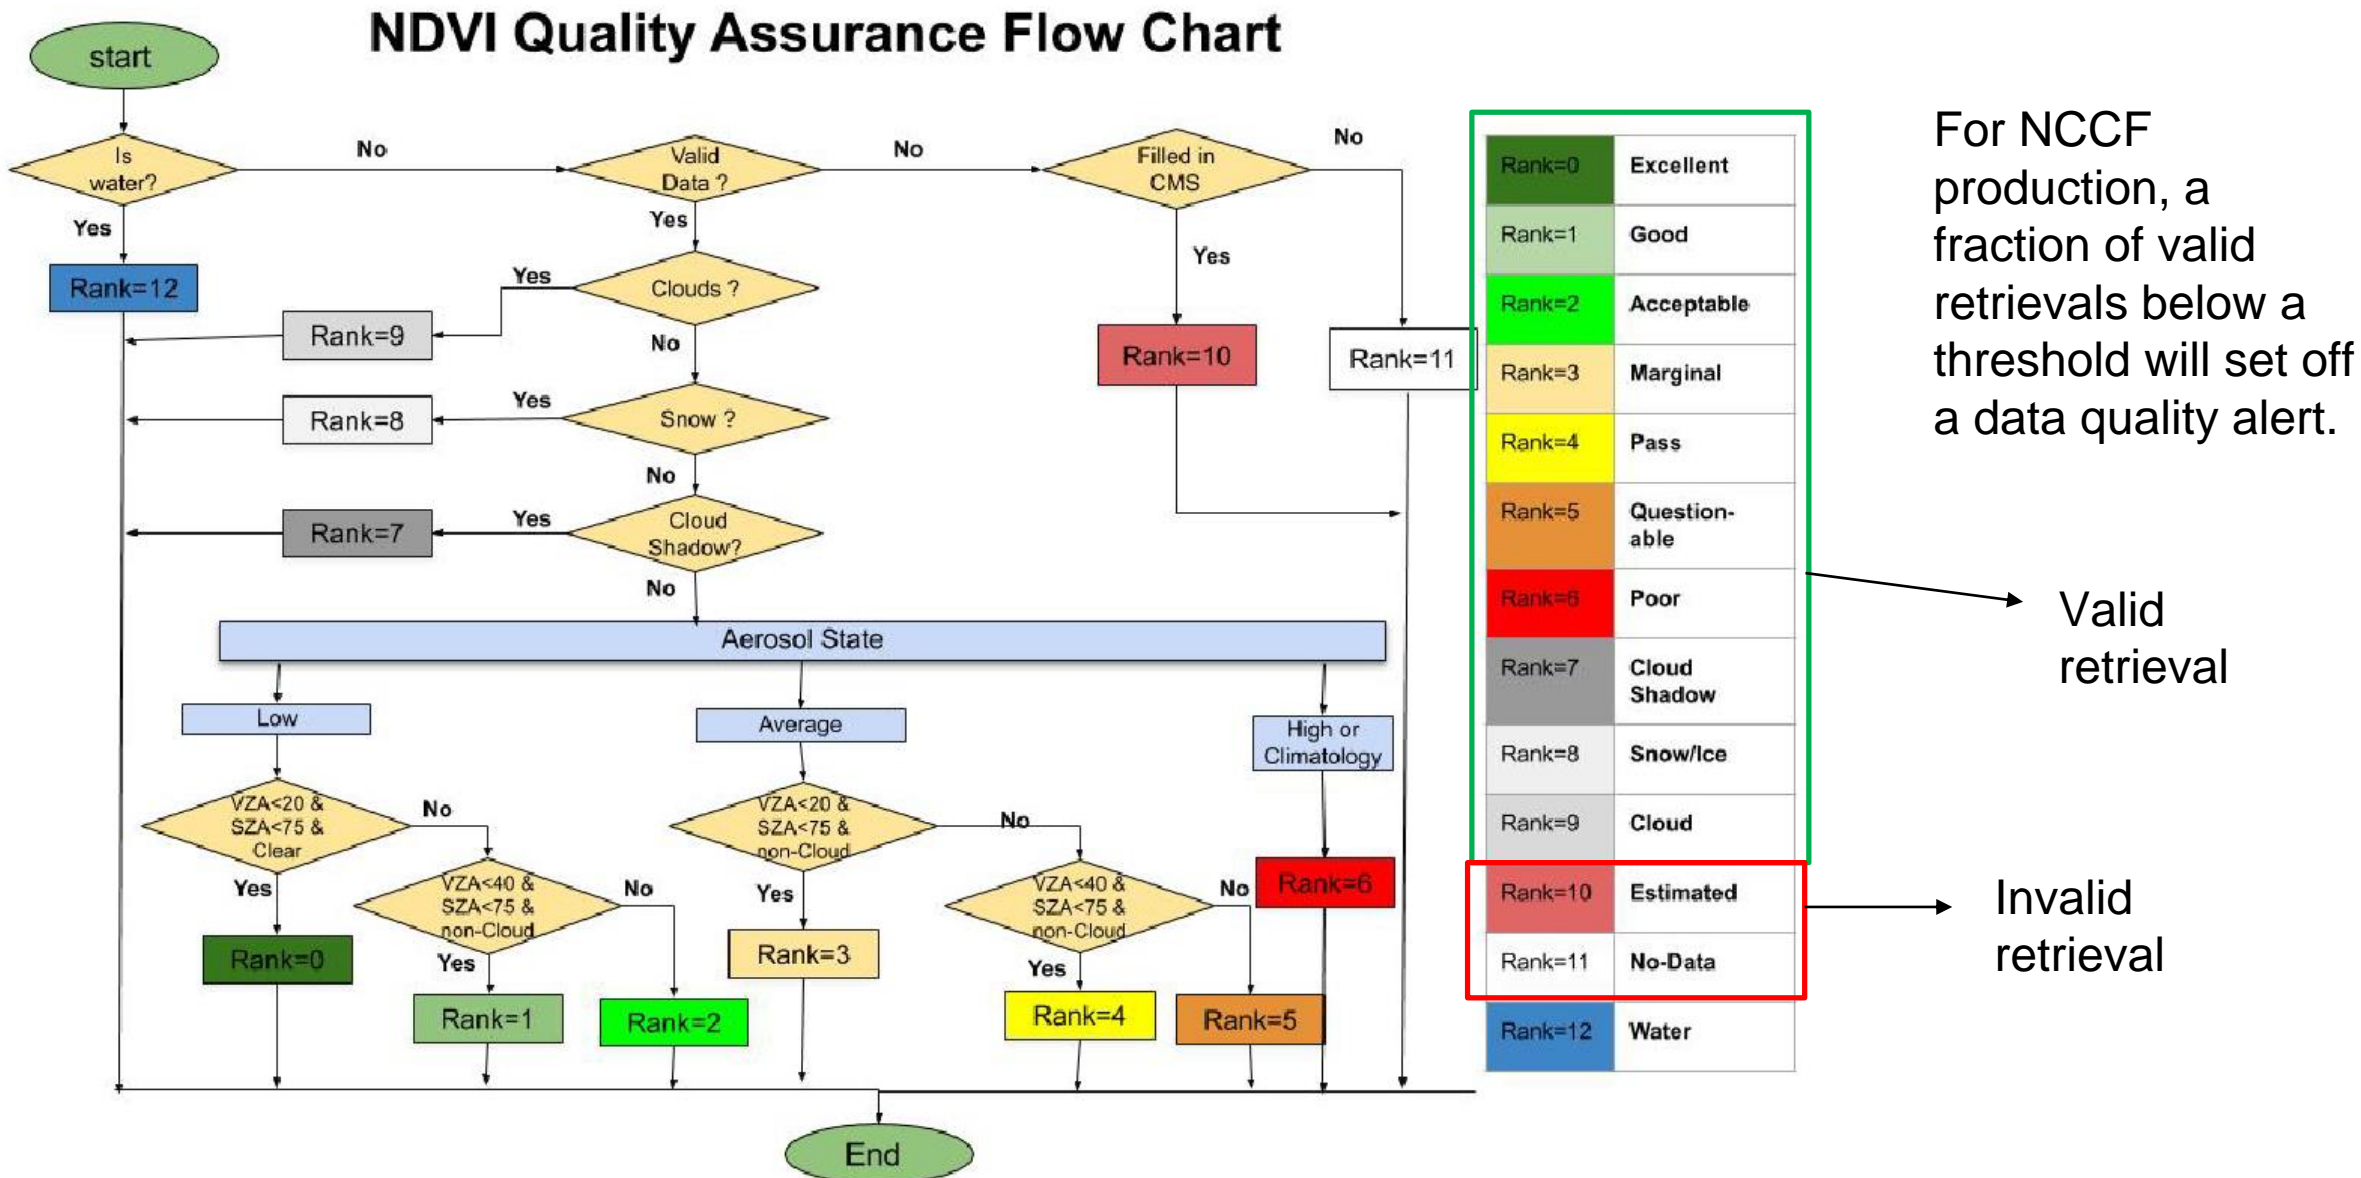 NDVI Quality Assurance Flow Chart
start
Is
water?
No
Valid
Data ?
No
Filled in
CMS
No
Yes
Yes
Yes
Rank=12
Clouds ?
Yes
Rank=9
No
Rank=10
Rank=11
Snow ?
Yes
Rank=8
No
Cloud
Shadow?
Yes
Rank=7
No
Aerosol State
Low
Average
High or
Climatology
VZA<20 &
SZA<75 &
Clear
No
Yes
VZA<40 &
SZA<75 &
non-Cloud
No
Yes
VZA<20 &
SZA<75 &
non-Cloud
No
Yes
VZA<40 &
SZA<75 &
non-Cloud
No
Yes
Rank=6
Rank=0
Rank=1
Rank=2
Rank=3
Rank=4
Rank=5
End
Rank=0 Excellent
Rank=1 Good
Rank=2 Acceptable
Rank=3 Marginal
Rank=4 Pass
Rank=5 Question-
able
Rank=6 Poor
Rank=7 Cloud
Shadow
Rank=8 Snow/Ice
Rank=9 Cloud
Rank=10 Estimated
Rank=11 No-Data
Rank=12 Water
For NCCF
production, a
fraction of valid
retrievals below a
threshold will set off
a data quality alert.
Valid
retrieval
Invalid
retrieval